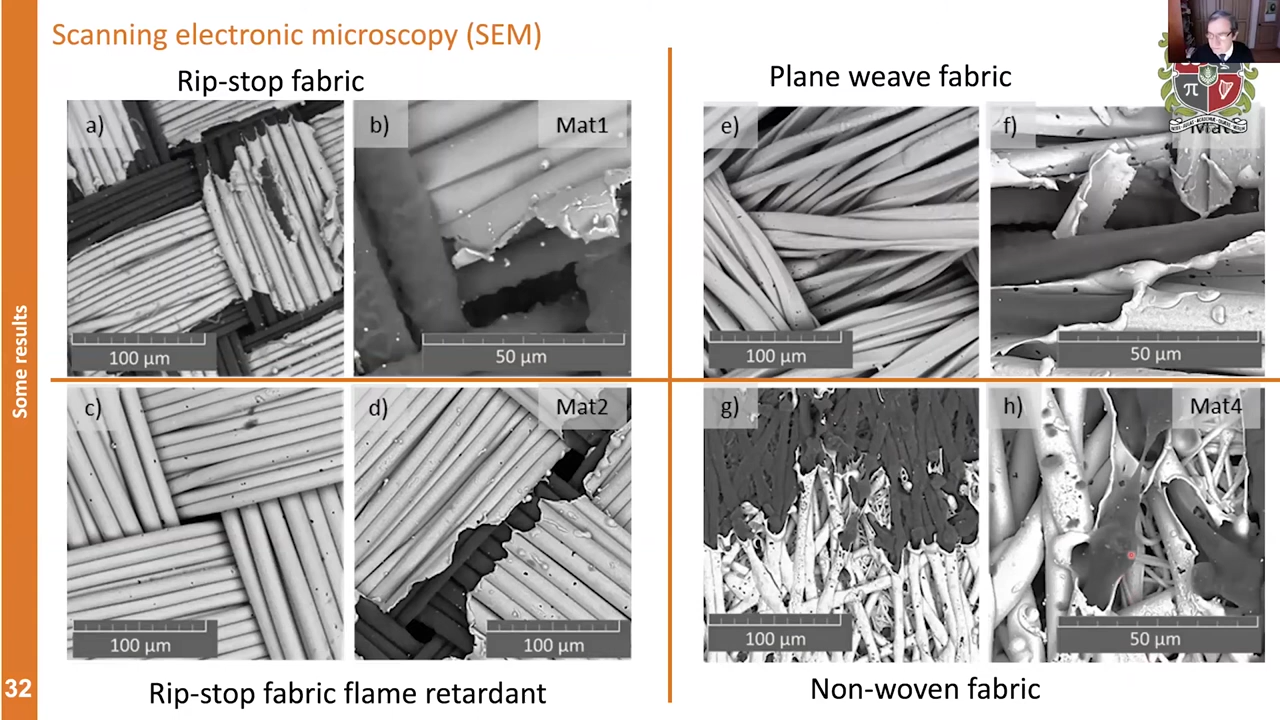 Scanning electronic microscopy (SEM)
Rip-stop fabric
Plane weave fabric
a)
b)
Mat1
e)
f)
100 µm
50 µm
100 µm
50 µm
c)
d)
Mat2
g)
h)
Mat4
100 µm
100 µm
100 µm
50 µm
Rip-stop fabric flame retardant
Non-woven fabric
Some results
32
π